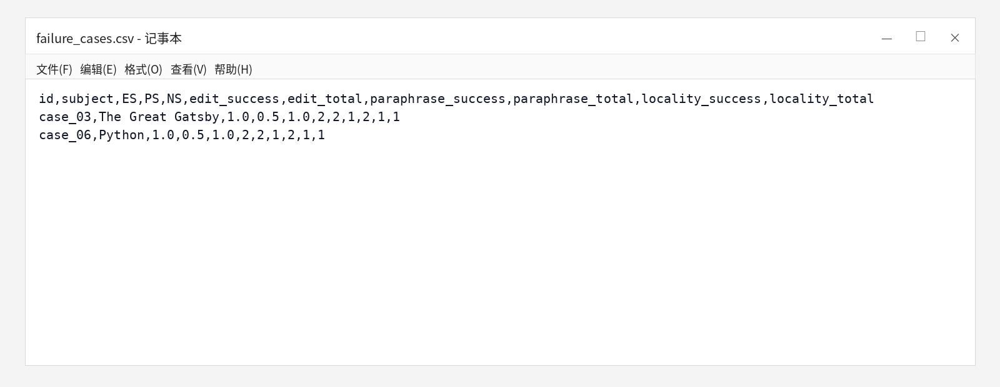 failure_cases.csv - 记事本
文件(F) 编辑(E) 格式(O) 查看(V) 帮助(H)
id,subject,ES,PS,NS,edit_success,edit_total,paraphrase_success,paraphrase_total,locality_success,locality_total
case_03,The Great Gatsby,1.0,0.5,1.0,2,2,1,2,1,1
case_06,Python,1.0,0.5,1.0,2,2,1,2,1,1